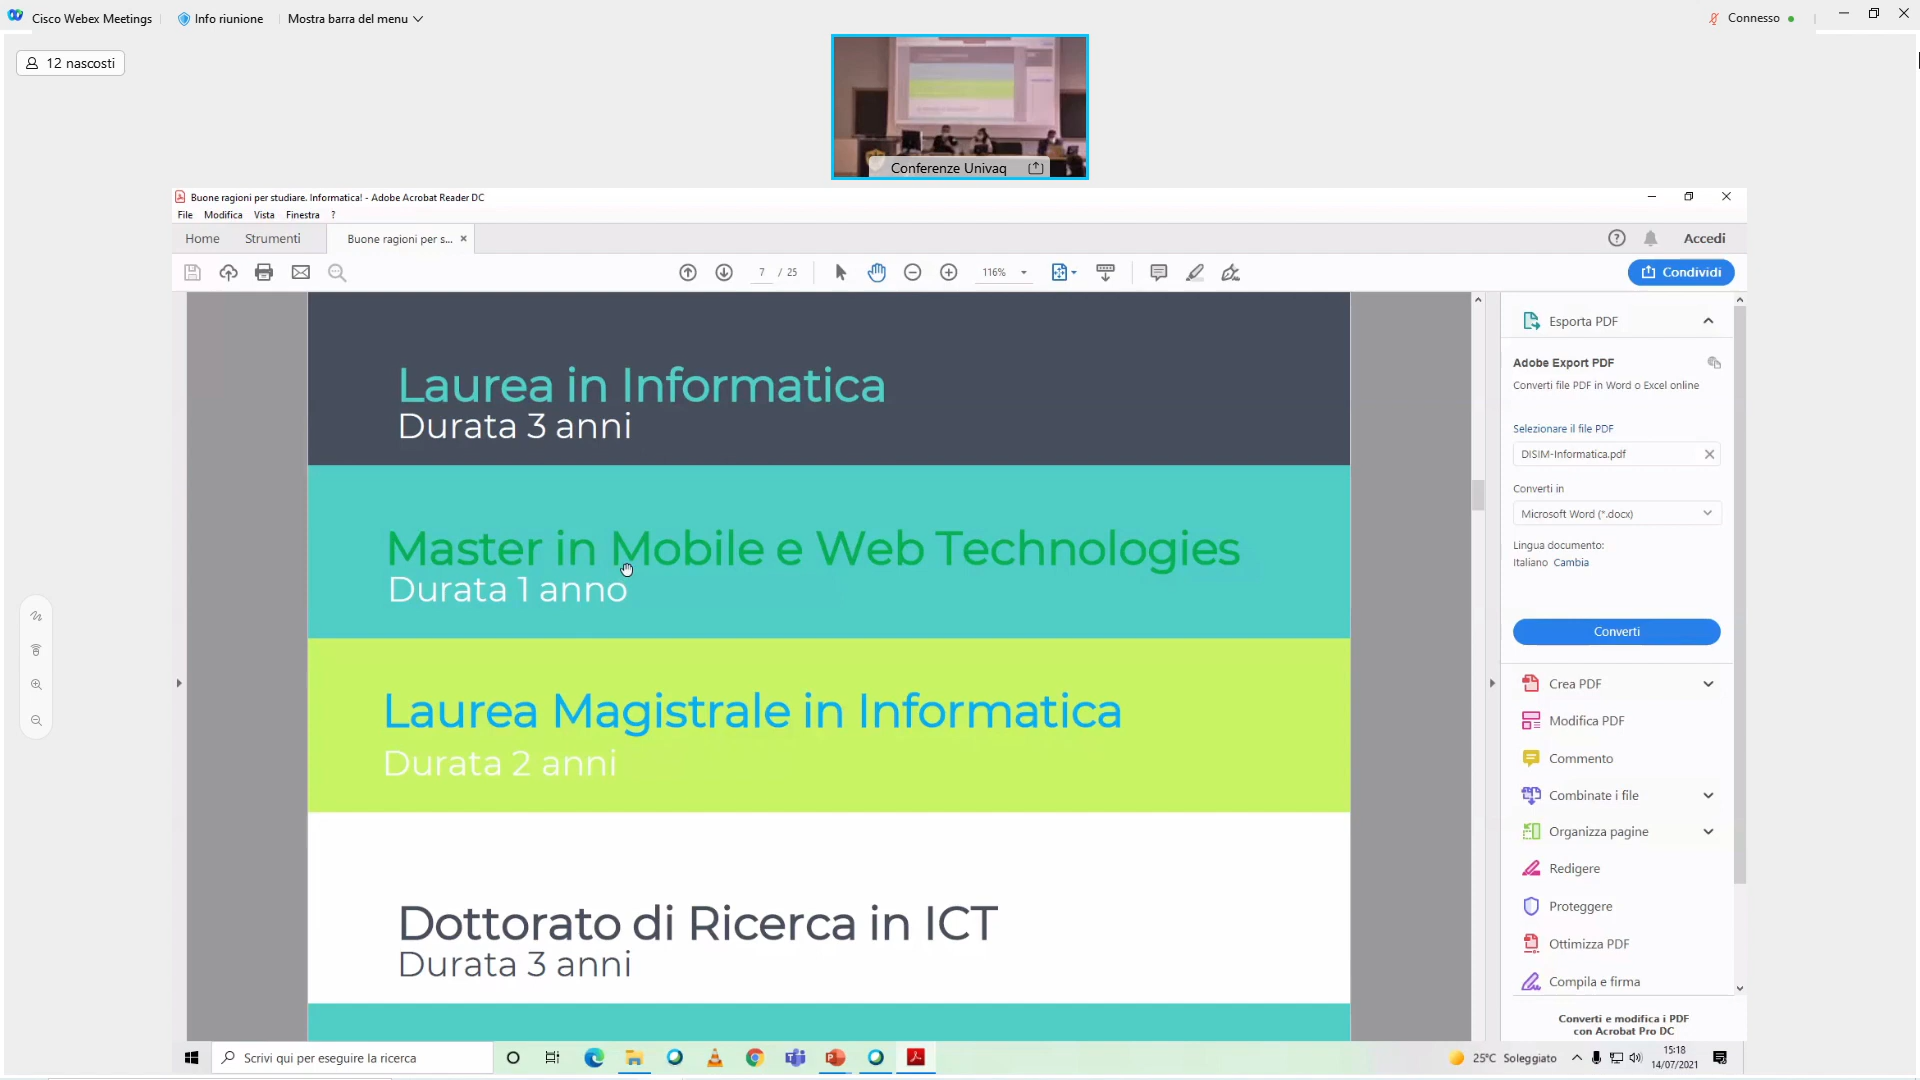 Cisco Webex Meetings
Info riunione
Mostra barra del menu
Connesso
12 nascosti
Conferenze Univaq
Buone ragioni per studiare. Informatica! - Adobe Acrobat Reader DC
File Modifica Vista Finestra ?
Home Strumenti Buone ragioni per s... ×
Accedi
7 / 25
116%
Condividi
Laurea in Informatica
Durata 3 anni
Master in Mobile e Web Technologies
Durata 1 anno
Laurea Magistrale in Informatica
Durata 2 anni
Dottorato di Ricerca in ICT
Durata 3 anni
Esporta PDF
Adobe Export PDF
Converti file PDF in Word o Excel online
Selezionare il file PDF
DISIM-Informatica.pdf
Converti in
Microsoft Word (*.docx)
Lingua documento:
Italiano Cambia
Converti
Crea PDF
Modifica PDF
Commento
Combinate i file
Organizza pagine
Redigere
Proteggere
Ottimizza PDF
Compila e firma
Converti e modifica i PDF
con Acrobat Pro DC
Scrivi qui per eseguire la ricerca
25°C Soleggiato
15:18
14/07/2021